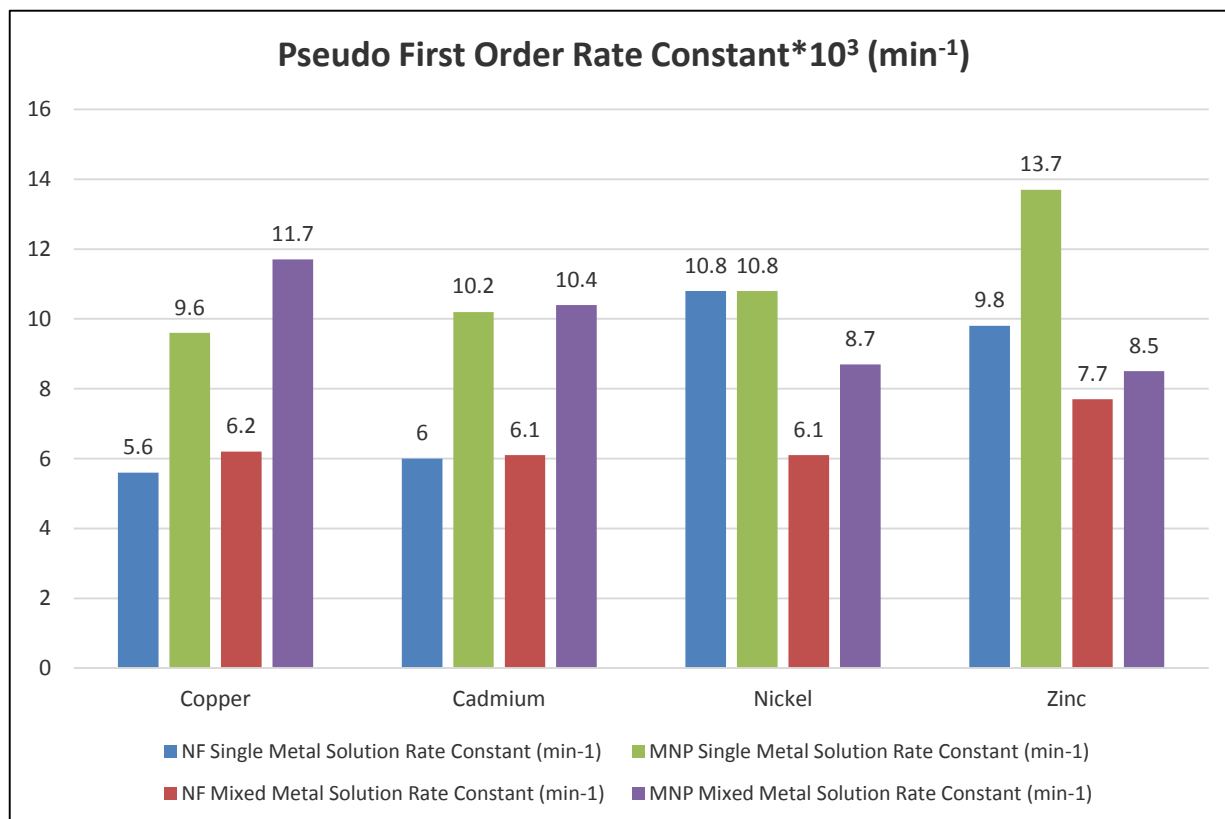 Pseudo First Order Rate Constant*10³ (min⁻¹)
16
14
12
10
8
6
4
2
0
5.6
9.6
6.2
11.7
6
10.2
6.1
10.4
10.8
10.8
6.1
8.7
9.8
13.7
7.7
8.5
Copper
Cadmium
Nickel
Zinc
NF Single Metal Solution Rate Constant (min-1)
MNP Single Metal Solution Rate Constant (min-1)
NF Mixed Metal Solution Rate Constant (min-1)
MNP Mixed Metal Solution Rate Constant (min-1)